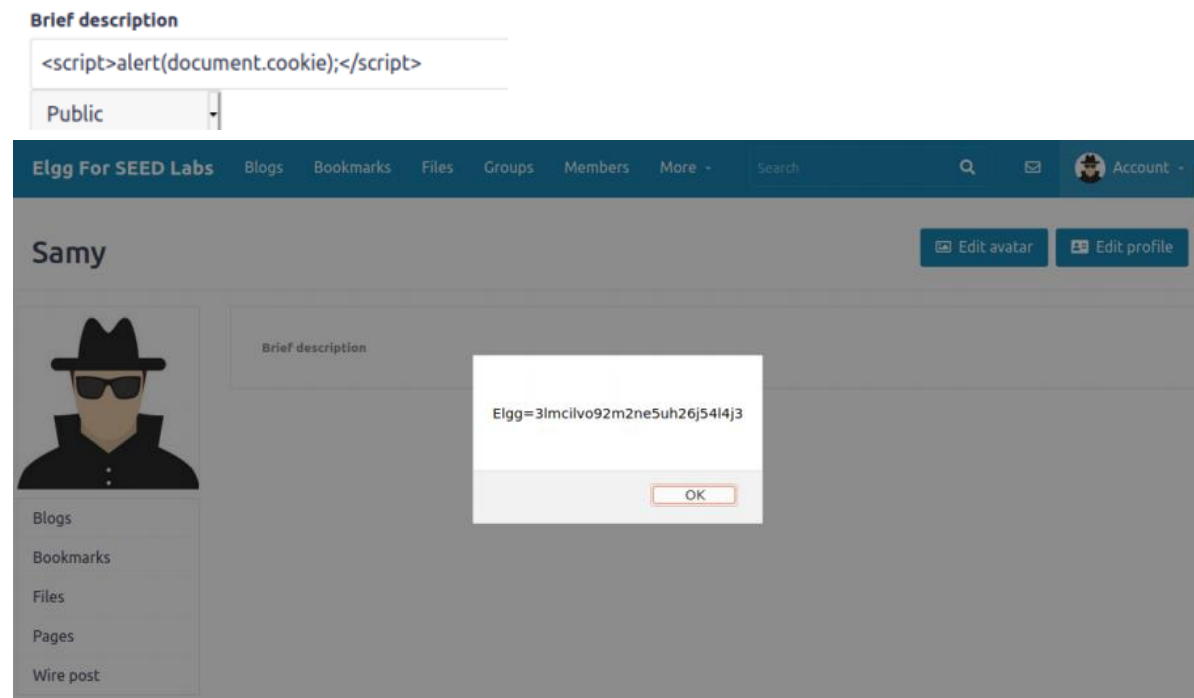 Brief description
<script>alert(document.cookie);</script>
Public
Elgg For SEED Labs Blogs Bookmarks Files Groups Members More Search Account
Samy Edit avatar Edit profile
Brief description
Elgg=3lmcilvo92m2ne5uh26j54l4j3
OK
Blogs
Bookmarks
Files
Pages
Wire post